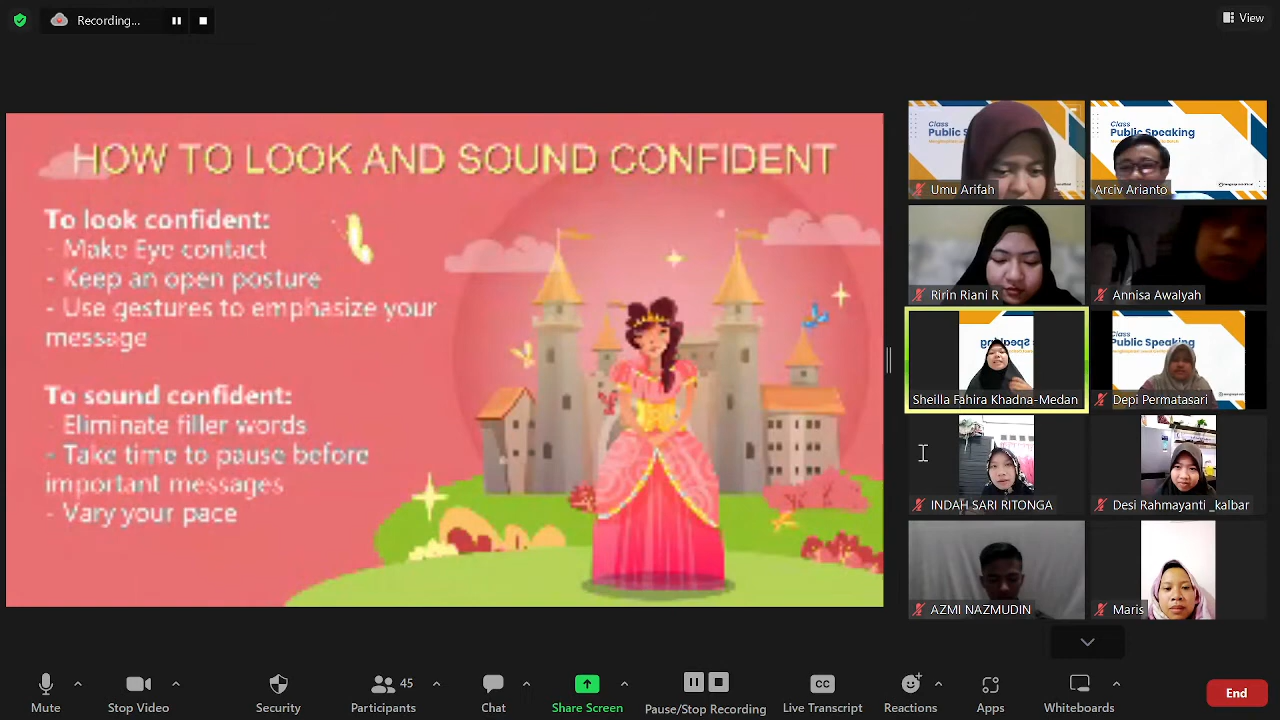 Recording...
View
HOW TO LOOK AND SOUND CONFIDENT
To look confident:
- Make Eye contact
- Keep an open posture
- Use gestures to emphasize your
message
To sound confident:
- Eliminate filler words
- Take time to pause before
important messages
- Vary your pace
Class
Public S
Umu Arifah
Class
Public Speaking
Arciv Arianto
Ririn Riani R
Annisa Awalyah
Speaking
Sheilla Fahira Khadna-Medan
Class
Public Speaking
Depi Permatasari
INDAH SARI RITONGA
Desi Rahmayanti _kalbar
AZMI NAZMUDIN
Maris
Mute
Stop Video
Security
45
Participants
Chat
Share Screen
Pause/Stop Recording
CC
Live Transcript
Reactions
Apps
Whiteboards
End